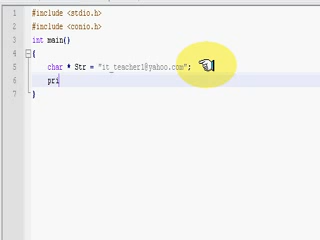 1 #include <stdio.h>
2 #include <conio.h>
3 int main()
4 {
5 char * Str = "it_teacher1@yahoo.com";
6 pri
7 }